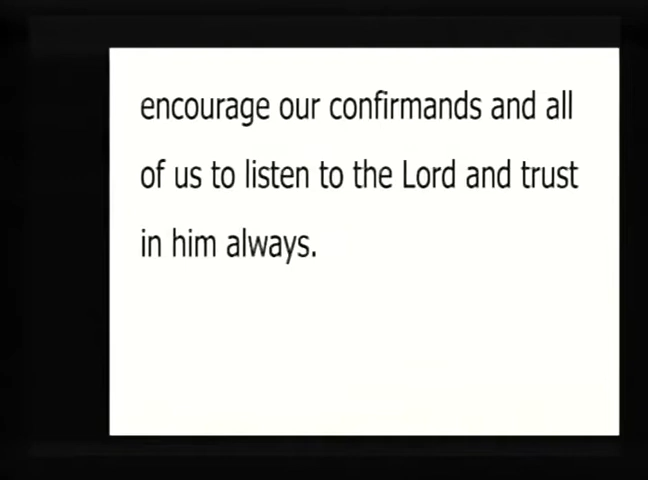 encourage our confirmands and all
of us to listen to the Lord and trust
in him always.